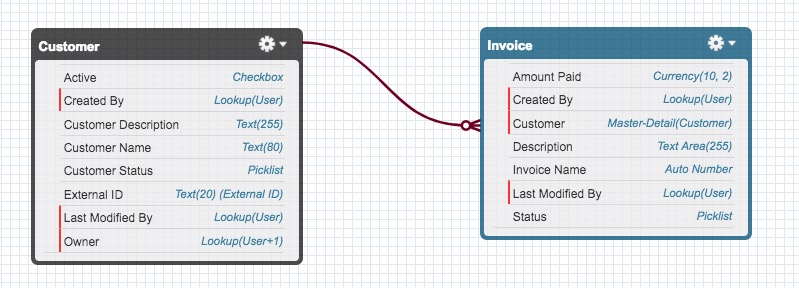 Customer
Active Checkbox
Created By Lookup(User)
Customer Description Text(255)
Customer Name Text(80)
Customer Status Picklist
External ID Text(20) (External ID)
Last Modified By Lookup(User)
Owner Lookup(User+1)
Invoice
Amount Paid Currency(10, 2)
Created By Lookup(User)
Customer Master-Detail(Customer)
Description Text Area(255)
Invoice Name Auto Number
Last Modified By Lookup(User)
Status Picklist